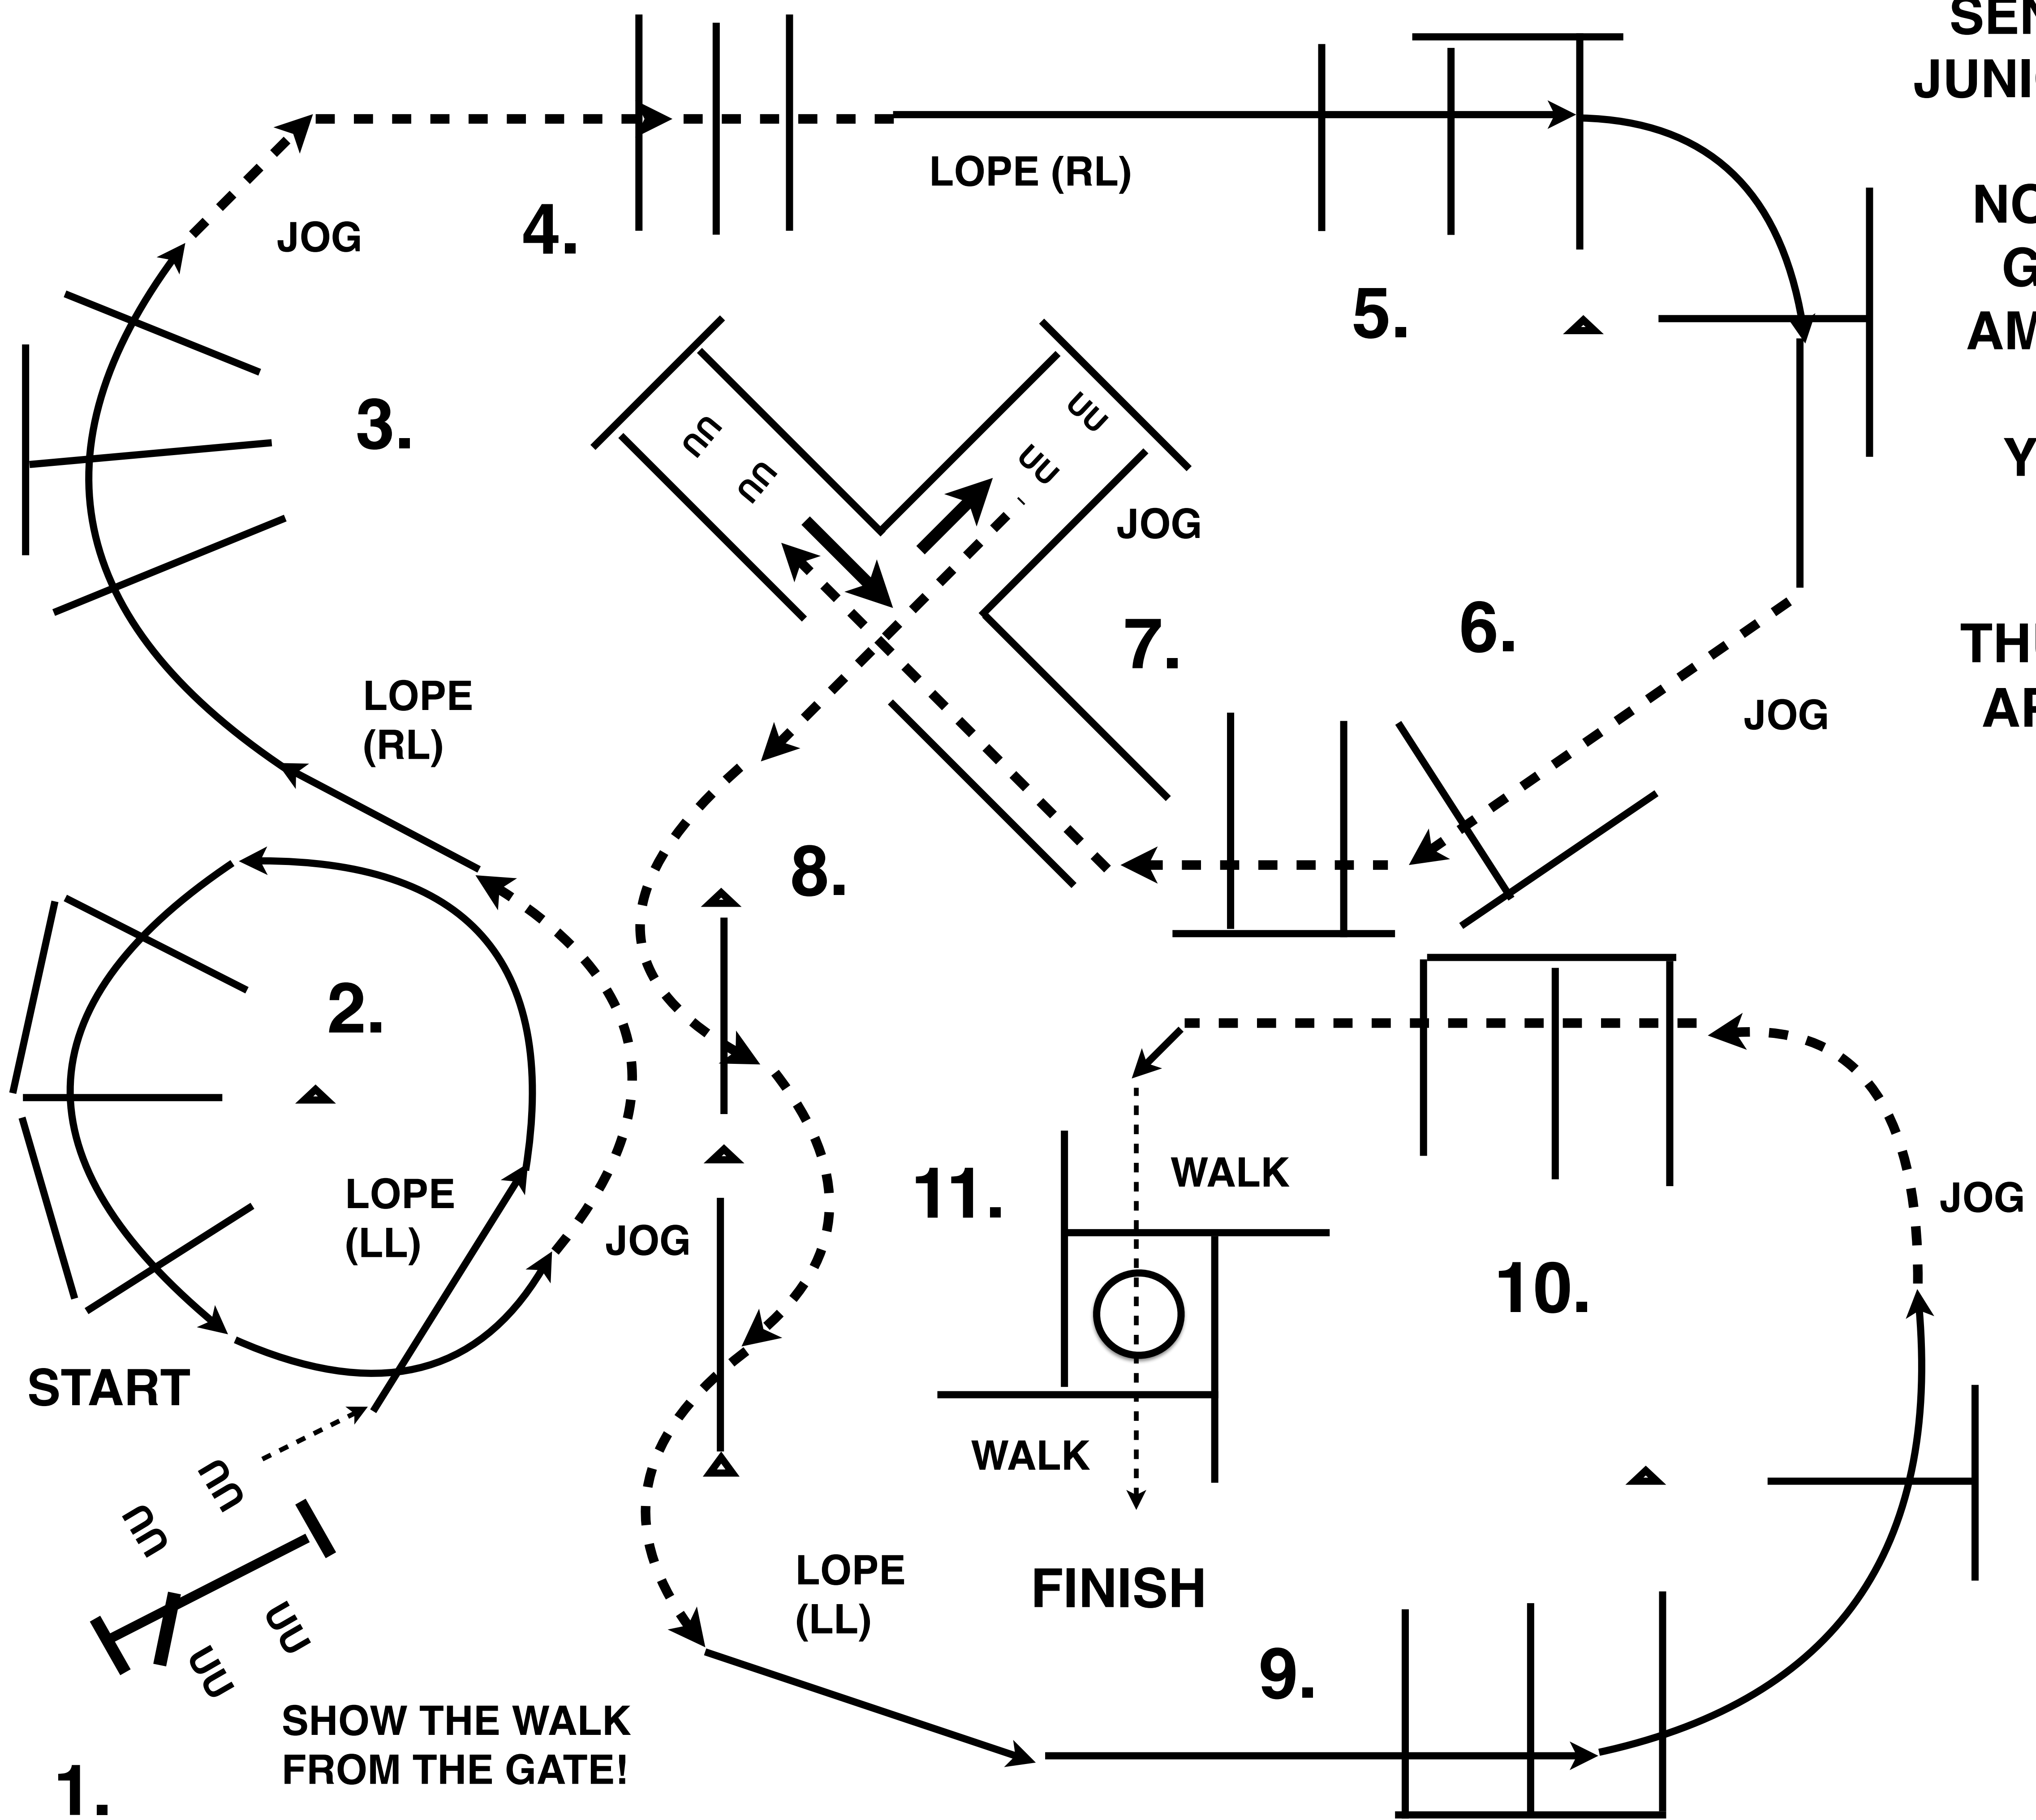 4.
LOPE (RL)
JOG
5.
3.
JOG
7.
6.
JOG
LOPE
(RL)
8.
2.
LOPE
(LL)
JOG
11.
WALK
JOG
10.
START
WALK
LOPE
(LL)
FINISH
9.
SHOW THE WALK
FROM THE GATE!
1.